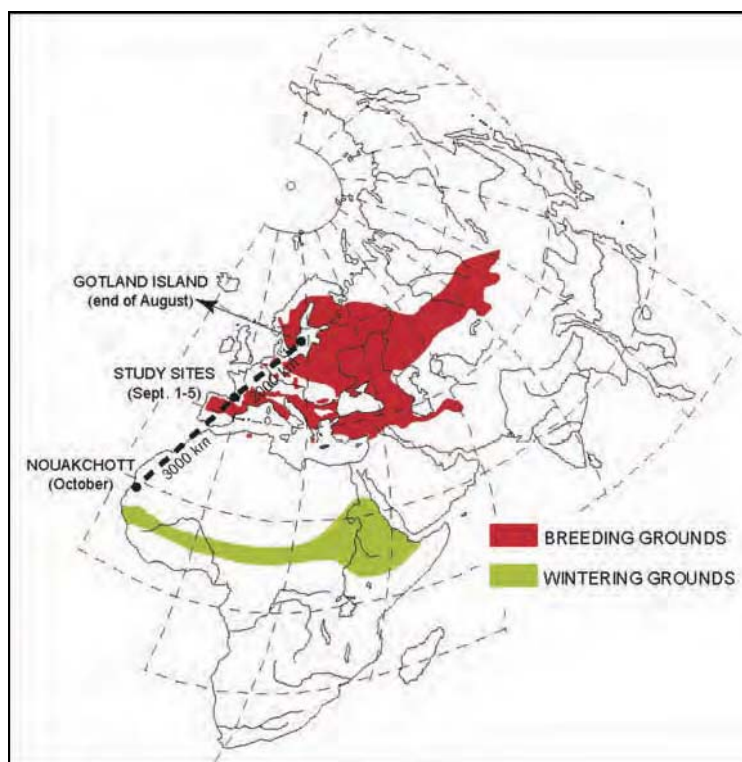 GOTLAND ISLAND
(end of August)
STUDY SITES
(Sept. 1-5)
NOUAKCHOTT
(October)
3000 km
BREEDING GROUNDS
WINTERING GROUNDS